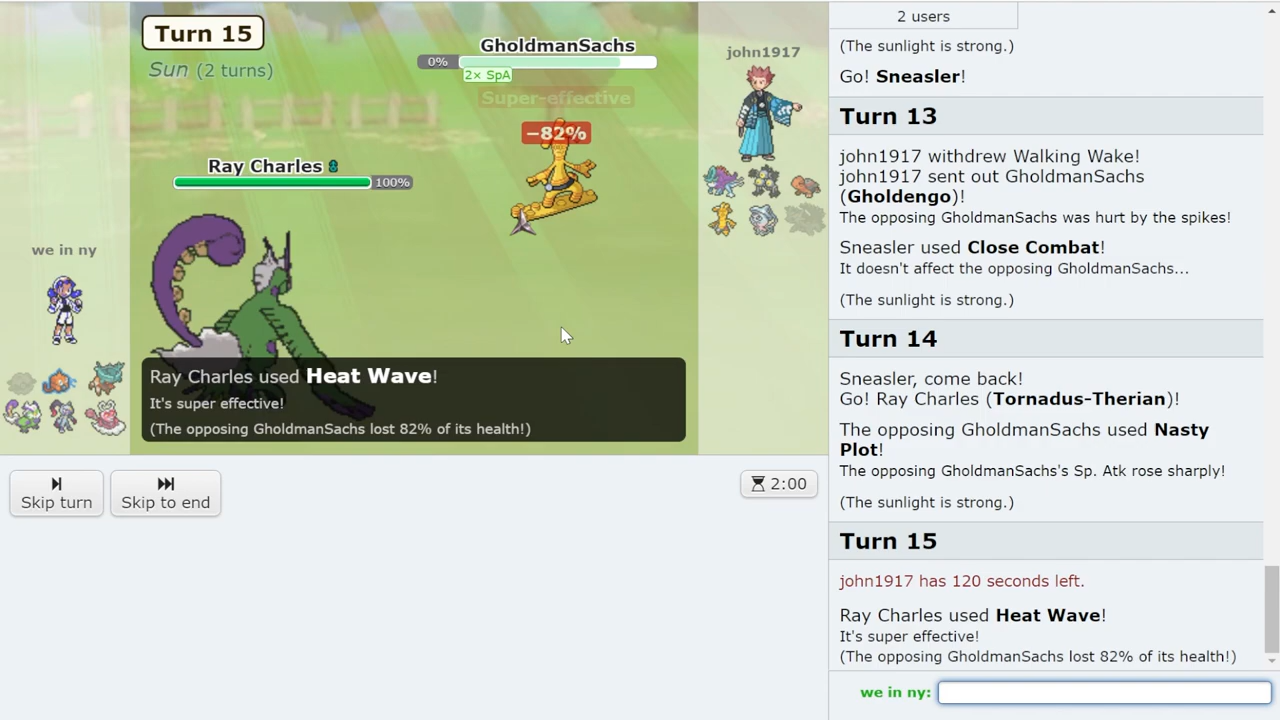 Turn 15
Sun (2 turns)
GholdmanSachs
0%
2× SpA
Super-effective
−82%
Ray Charles
100%
we in ny
john1917
Ray Charles used Heat Wave!
It's super effective!
(The opposing GholdmanSachs lost 82% of its health!)
Skip turn
Skip to end
2:00
2 users
(The sunlight is strong.)
Go! Sneasler!
Turn 13
john1917 withdrew Walking Wake!
john1917 sent out GholdmanSachs
(Gholdengo)!
The opposing GholdmanSachs was hurt by the spikes!
Sneasler used Close Combat!
It doesn't affect the opposing GholdmanSachs...
(The sunlight is strong.)
Turn 14
Sneasler, come back!
Go! Ray Charles (Tornadus-Therian)!
The opposing GholdmanSachs used Nasty
Plot!
The opposing GholdmanSachs's Sp. Atk rose sharply!
(The sunlight is strong.)
Turn 15
john1917 has 120 seconds left.
Ray Charles used Heat Wave!
It's super effective!
(The opposing GholdmanSachs lost 82% of its health!)
we in ny: